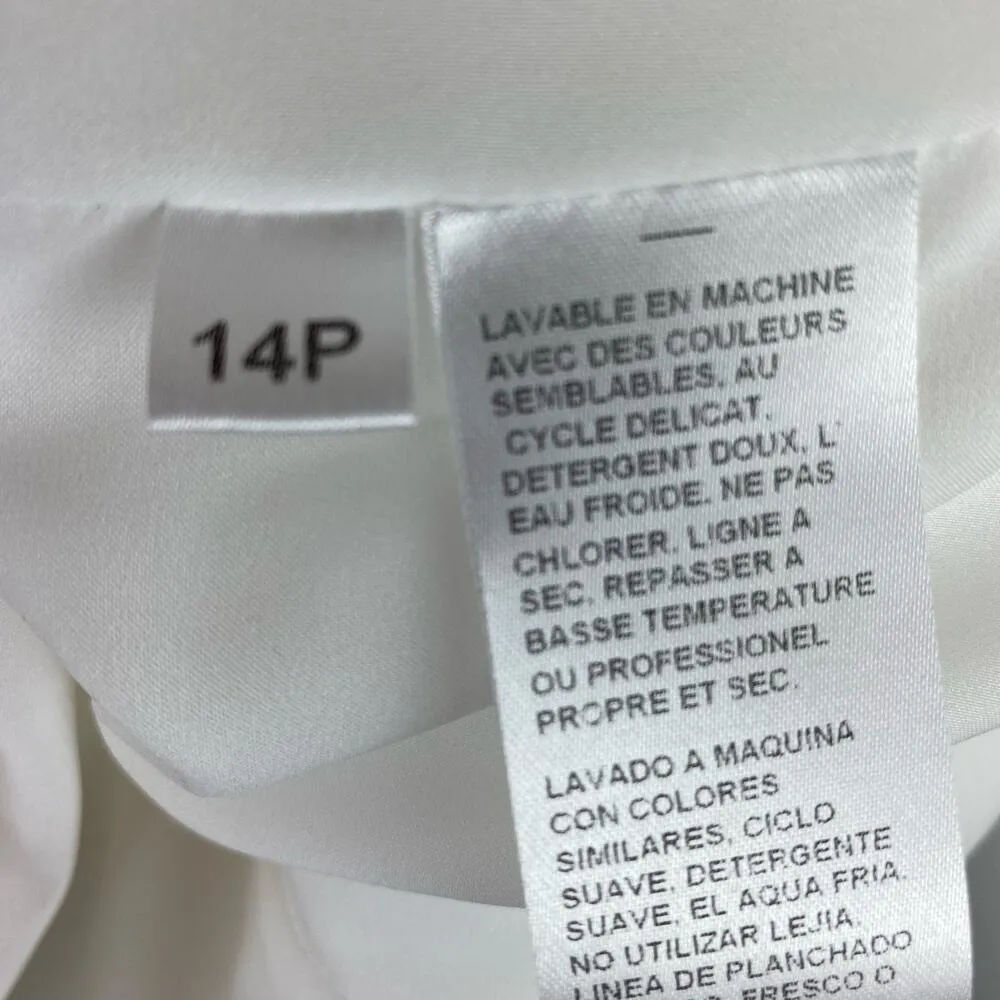 14P
LAVABLE EN MACHINE
AVEC DES COULEURS
SEMBLABLES, AU
CYCLE DELICAT.
DETERGENT DOUX, L'
EAU FROIDE. NE PAS
CHLORER. LIGNE A
SEC. REPASSER A
BASSE TEMPERATURE
OU PROFESSIONEL
PROPRE ET SEC.
LAVADO A MAQUINA
CON COLORES
SIMILARES, CICLO
SUAVE, DETERGENTE
SUAVE, EL AQUA FRIA.
NO UTILIZAR LEJIA.
LINEA DE PLANCHADO
FRESCO O